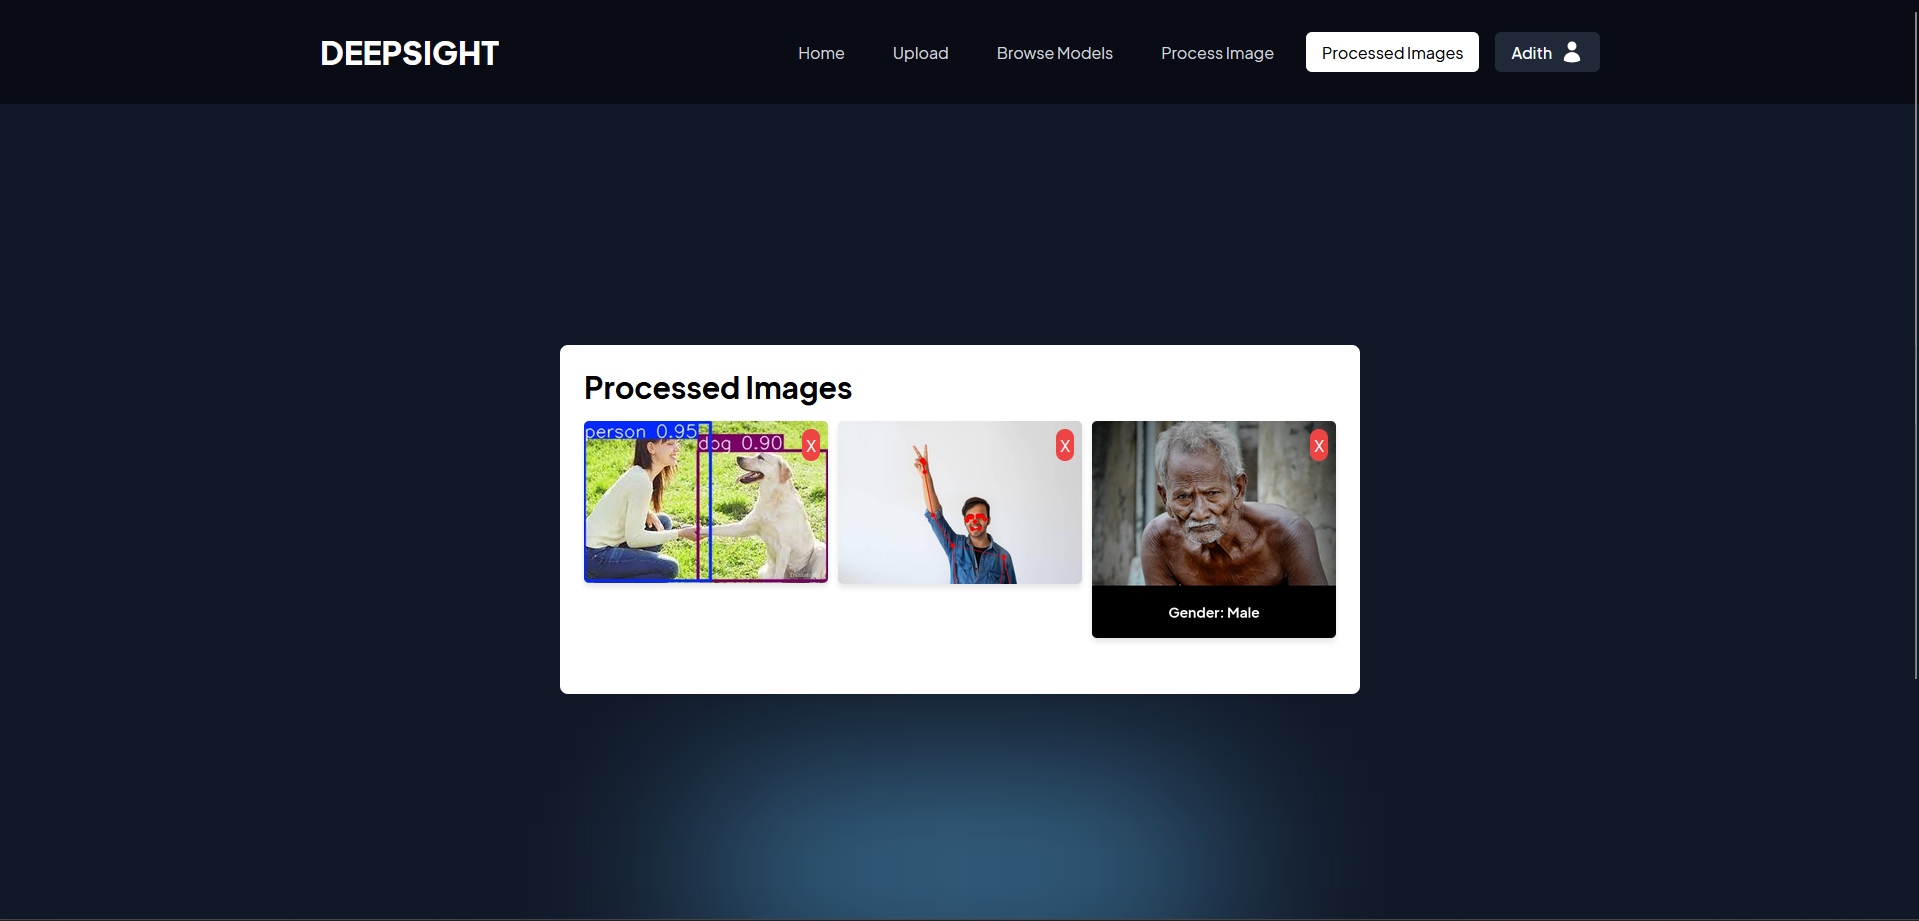 DEEPSIGHT
Home
Upload
Browse Models
Process Image
Processed Images
Adith
Processed Images
person 0.95
dog 0.90
X
X
X
Gender: Male